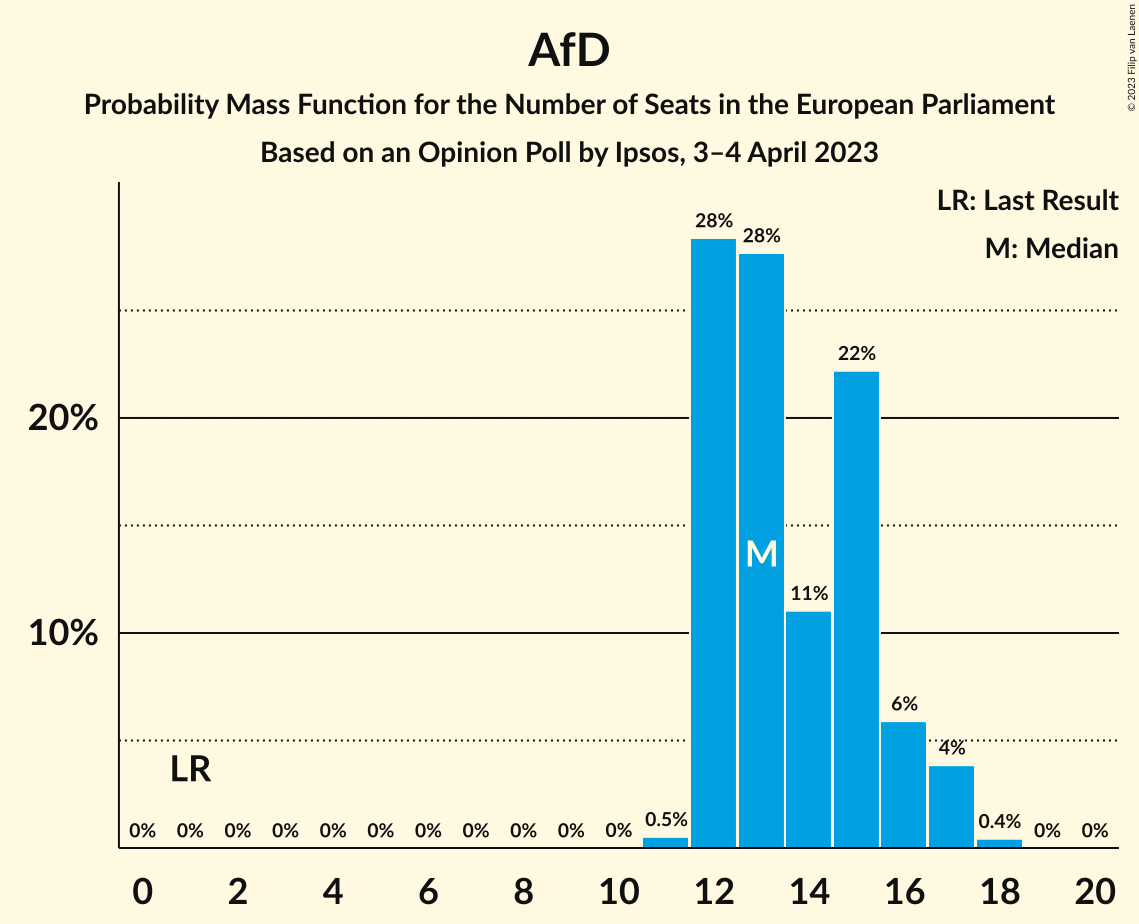 AfD
Probability Mass Function for the Number of Seats in the European Parliament
Based on an Opinion Poll by Ipsos, 3–4 April 2023
© 2023 Filip van Laenen
LR: Last Result
M: Median
28%
28%
22%
20%
M
11%
10%
6%
4%
LR
0% 0% 0% 0% 0% 0% 0% 0% 0% 0% 0% 0.5% 0.4% 0% 0%
0 2 4 6 8 10 12 14 16 18 20